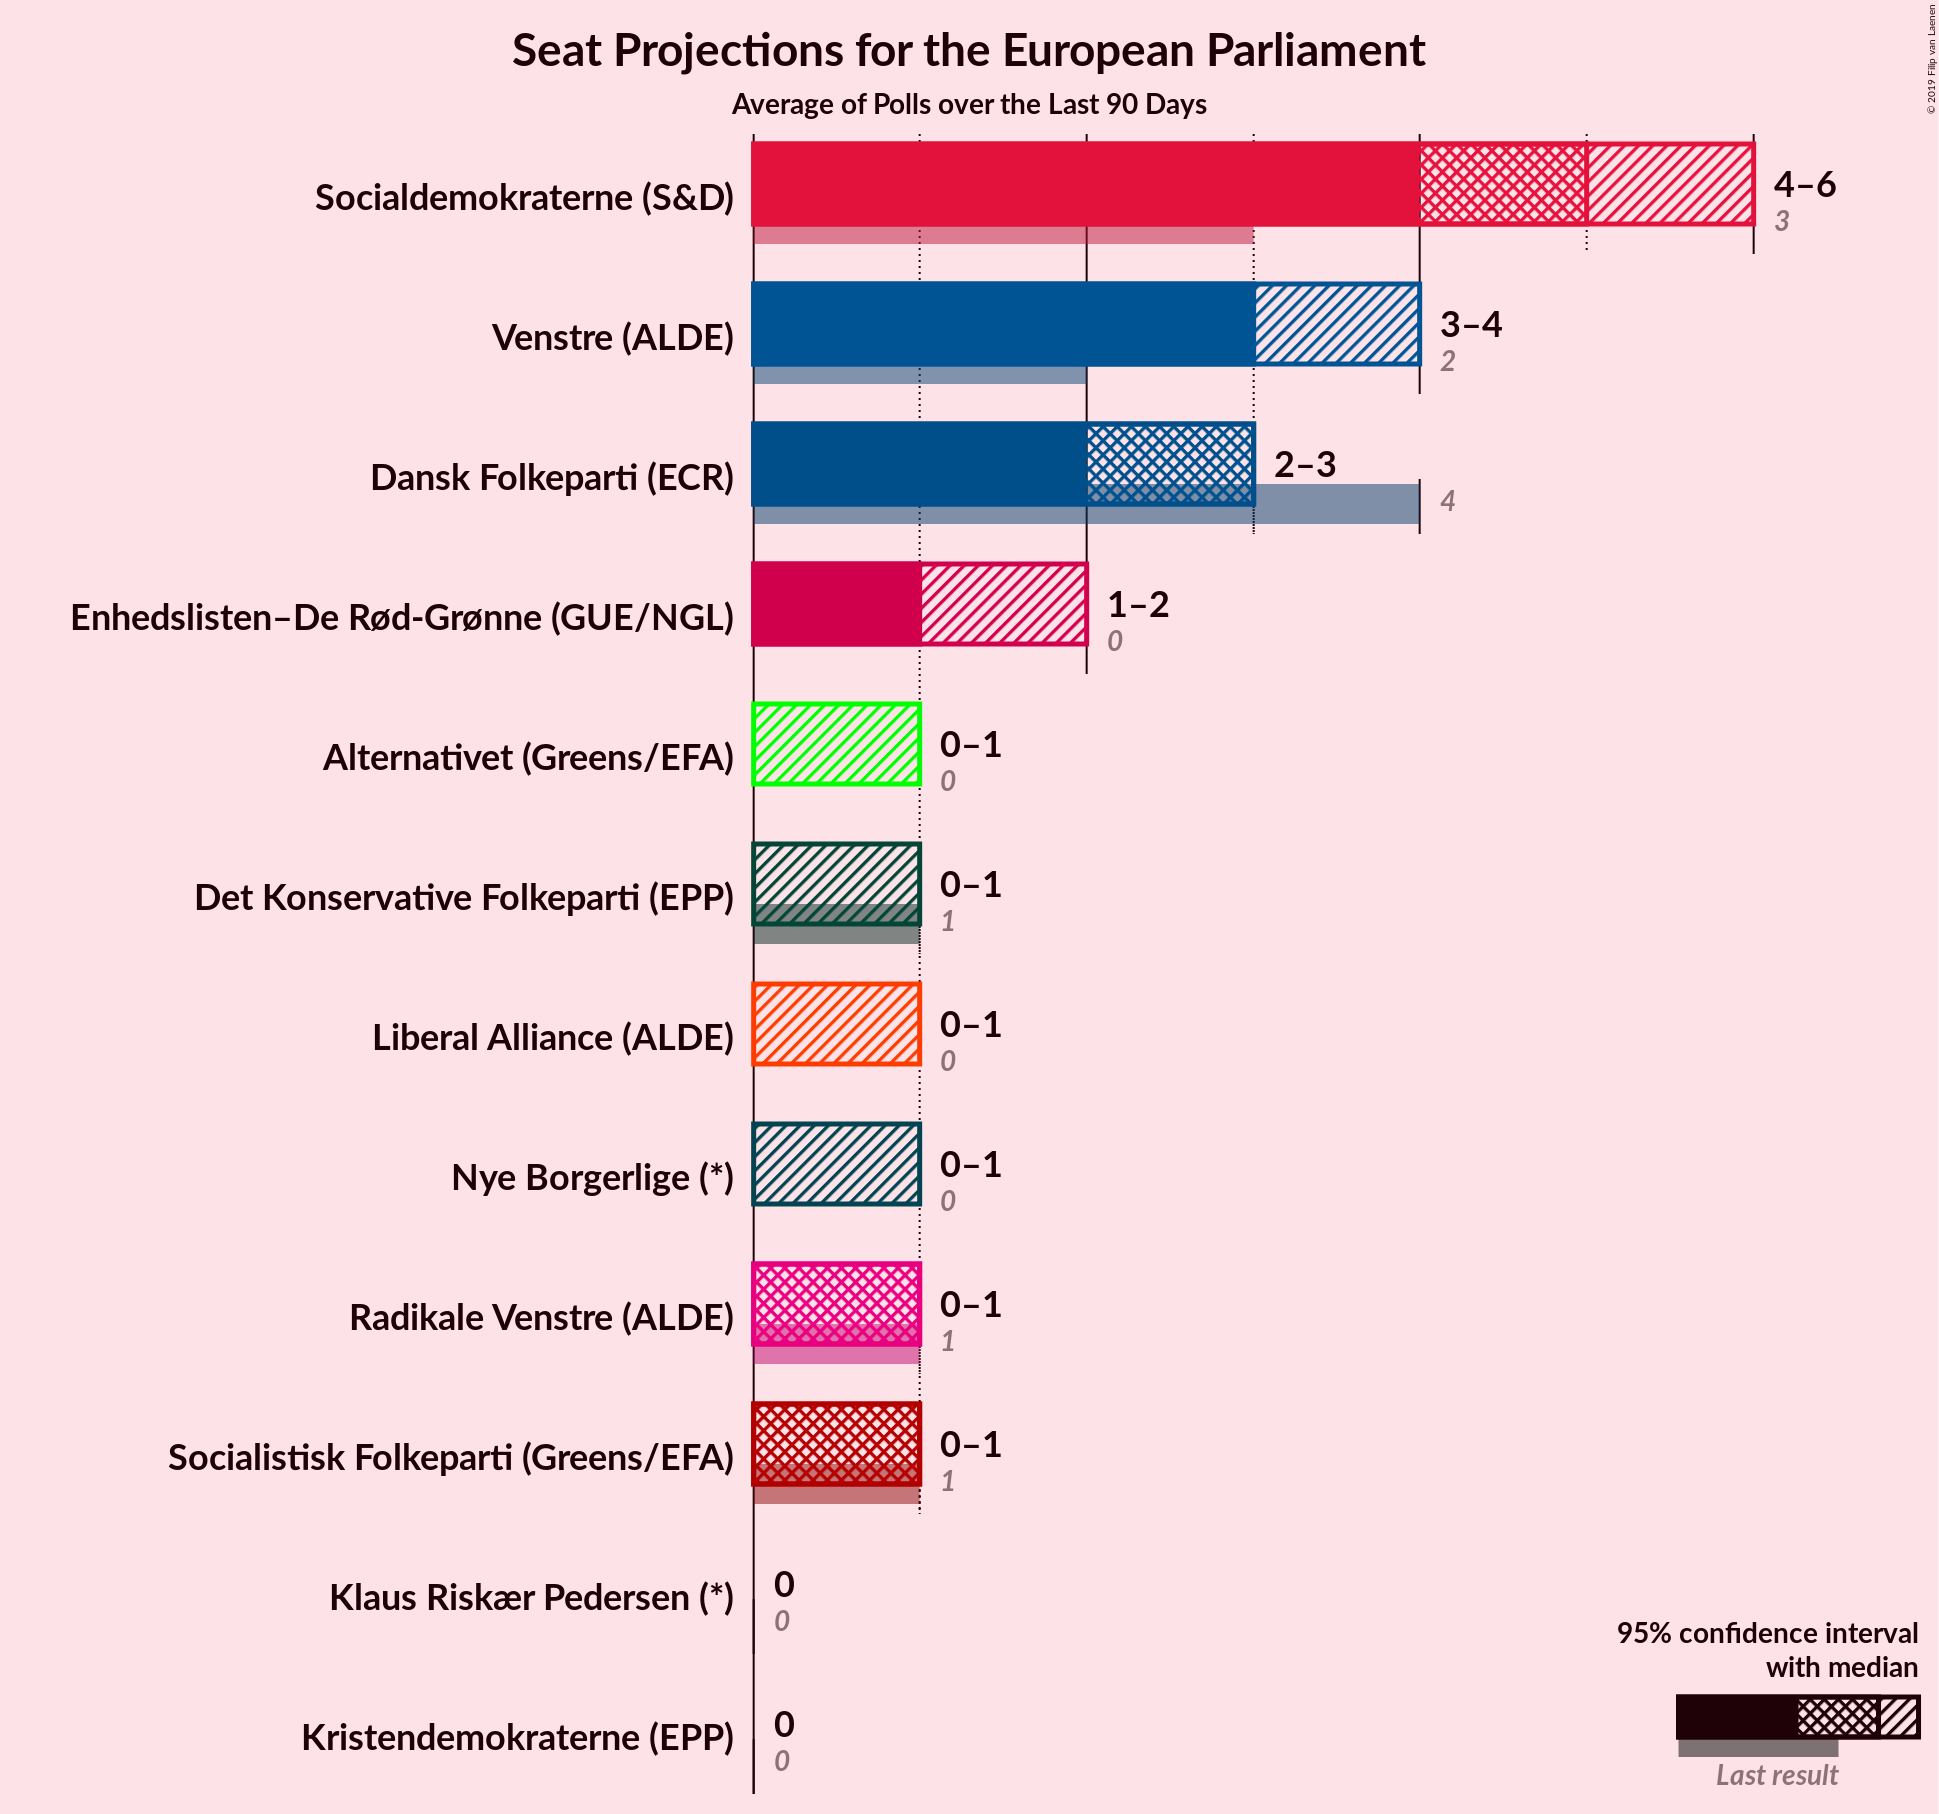 Seat Projections for the European Parliament
Average of Polls over the Last 90 Days
© 2019 Filip van Laenen
Socialdemokraterne (S&D)
4–6
3
Venstre (ALDE)
3–4
2
Dansk Folkeparti (ECR)
2–3
4
Enhedslisten–De Rød-Grønne (GUE/NGL)
1–2
0
Alternativet (Greens/EFA)
0–1
0
Det Konservative Folkeparti (EPP)
0–1
1
Liberal Alliance (ALDE)
0–1
0
Nye Borgerlige (*)
0–1
0
Radikale Venstre (ALDE)
0–1
1
Socialistisk Folkeparti (Greens/EFA)
0–1
1
Klaus Riskær Pedersen (*)
0
0
Kristendemokraterne (EPP)
0
0
95% confidence interval
with median
Last result